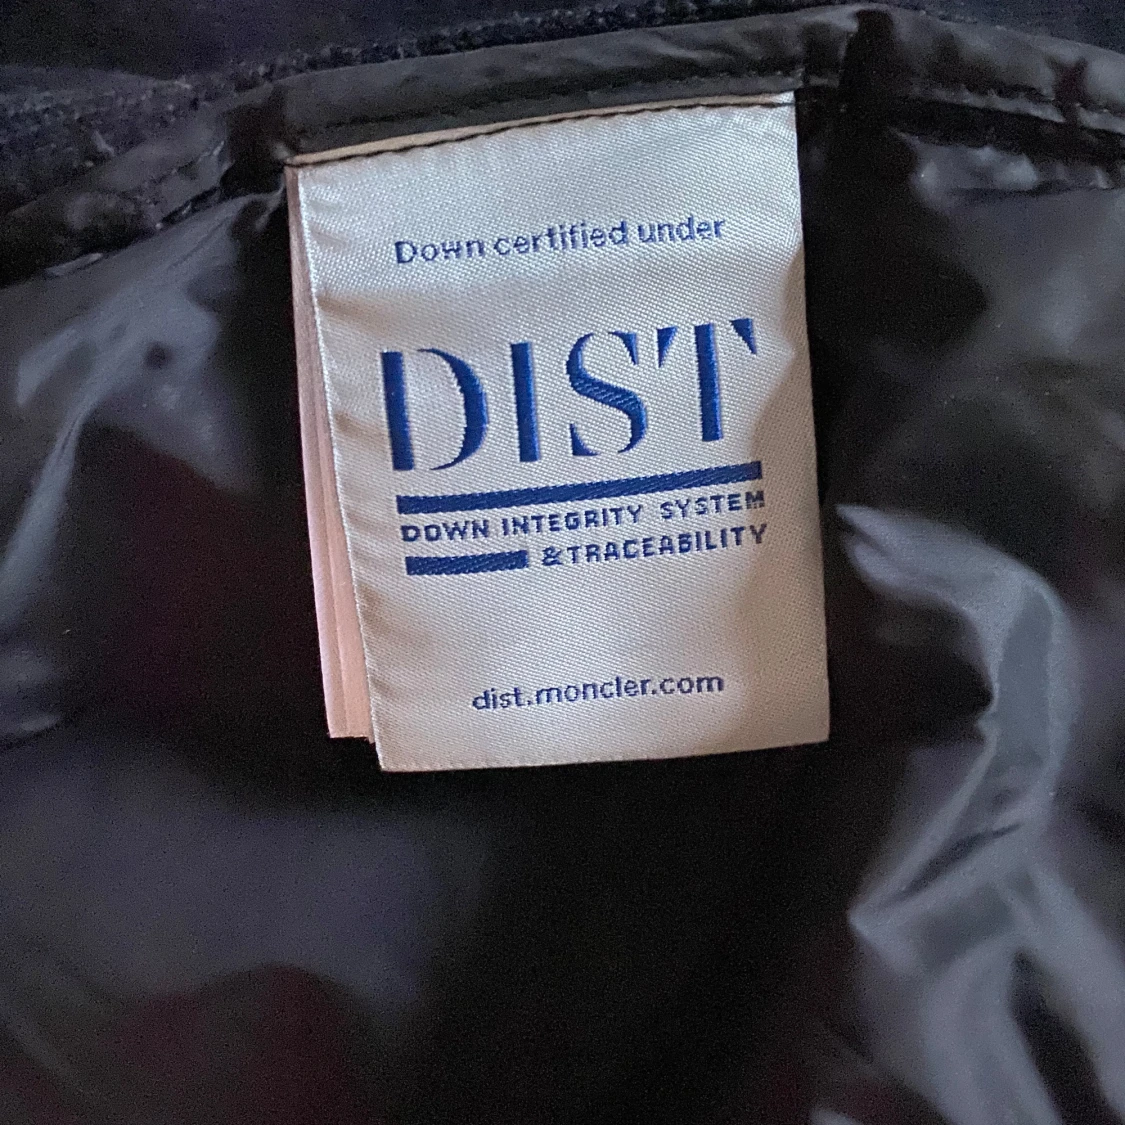 Down certified under
DIST
DOWN INTEGRITY SYSTEM
& TRACEABILITY
dist.moncler.com